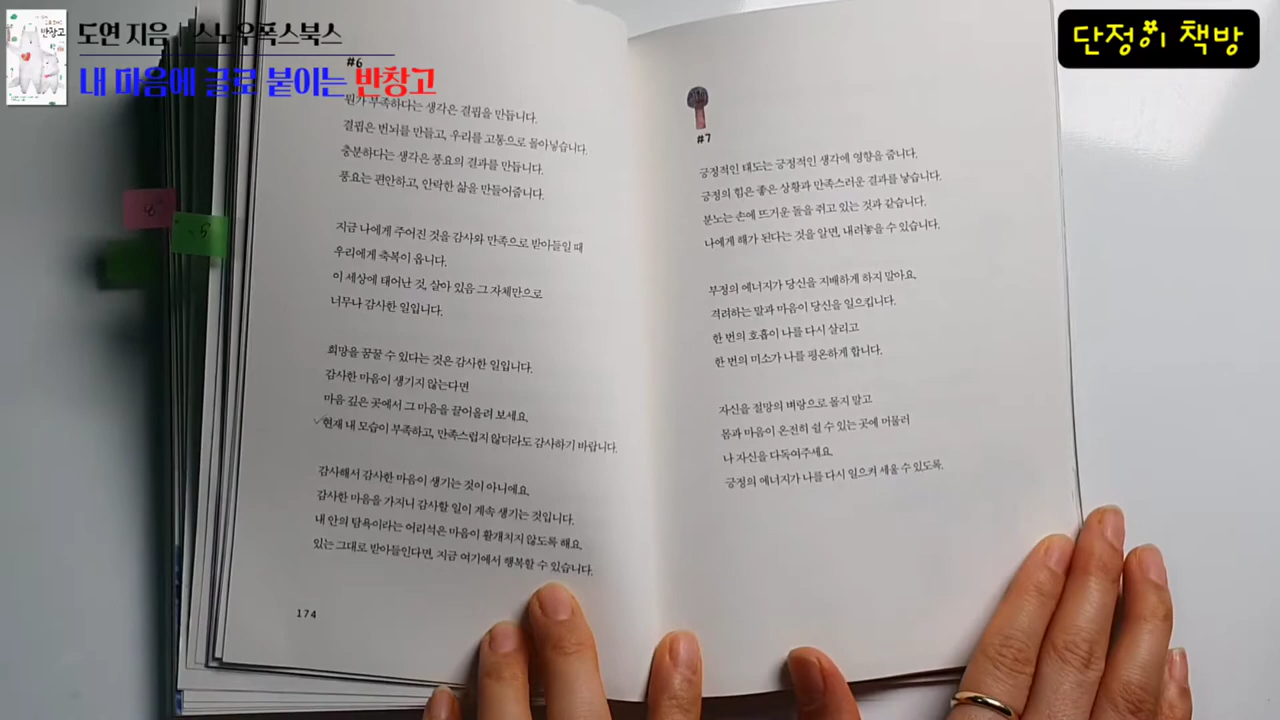 도연 지음 | 스노우폭스북스
내 마음에 글로 붙이는 반창고
반창고
단정이 책방
#6
뭔가 부족하다는 생각은 결핍을 만듭니다.
결핍은 번뇌를 만들고, 우리를 고통으로 몰아넣습니다.
충분하다는 생각은 풍요의 결과를 만듭니다.
풍요는 편안하고, 안락한 삶을 만들어줍니다.
지금 나에게 주어진 것을 감사와 만족으로 받아들일 때
우리에게 축복이 옵니다.
이 세상에 태어난 것, 살아 있음 그 자체만으로
너무나 감사한 일입니다.
희망을 꿈꿀 수 있다는 것은 감사한 일입니다.
감사한 마음이 생기지 않는다면
마음 깊은 곳에서 그 마음을 끌어올려 보세요.
현재 내 모습이 부족하고, 만족스럽지 않더라도 감사하기 바랍니다.
감사해서 감사한 마음이 생기는 것이 아니에요.
감사한 마음을 가지니 감사할 일이 계속 생기는 것입니다.
내 안의 탐욕이라는 어리석은 마음이 활개치지 않도록 해요.
있는 그대로 받아들인다면, 지금 여기에서 행복할 수 있습니다.
174
#7
긍정적인 태도는 긍정적인 생각에 영향을 줍니다.
긍정의 힘은 좋은 상황과 만족스러운 결과를 낳습니다.
분노는 손에 뜨거운 돌을 쥐고 있는 것과 같습니다.
나에게 해가 된다는 것을 알면, 내려놓을 수 있습니다.
부정의 에너지가 당신을 지배하게 하지 말아요.
격려하는 말과 마음이 당신을 일으킵니다.
한 번의 호흡이 나를 다시 살리고
한 번의 미소가 나를 평온하게 합니다.
자신을 절망의 벼랑으로 몰지 말고
몸과 마음이 온전히 쉴 수 있는 곳에 머물러
나 자신을 다독여주세요.
긍정의 에너지가 나를 다시 일으켜 세울 수 있도록.